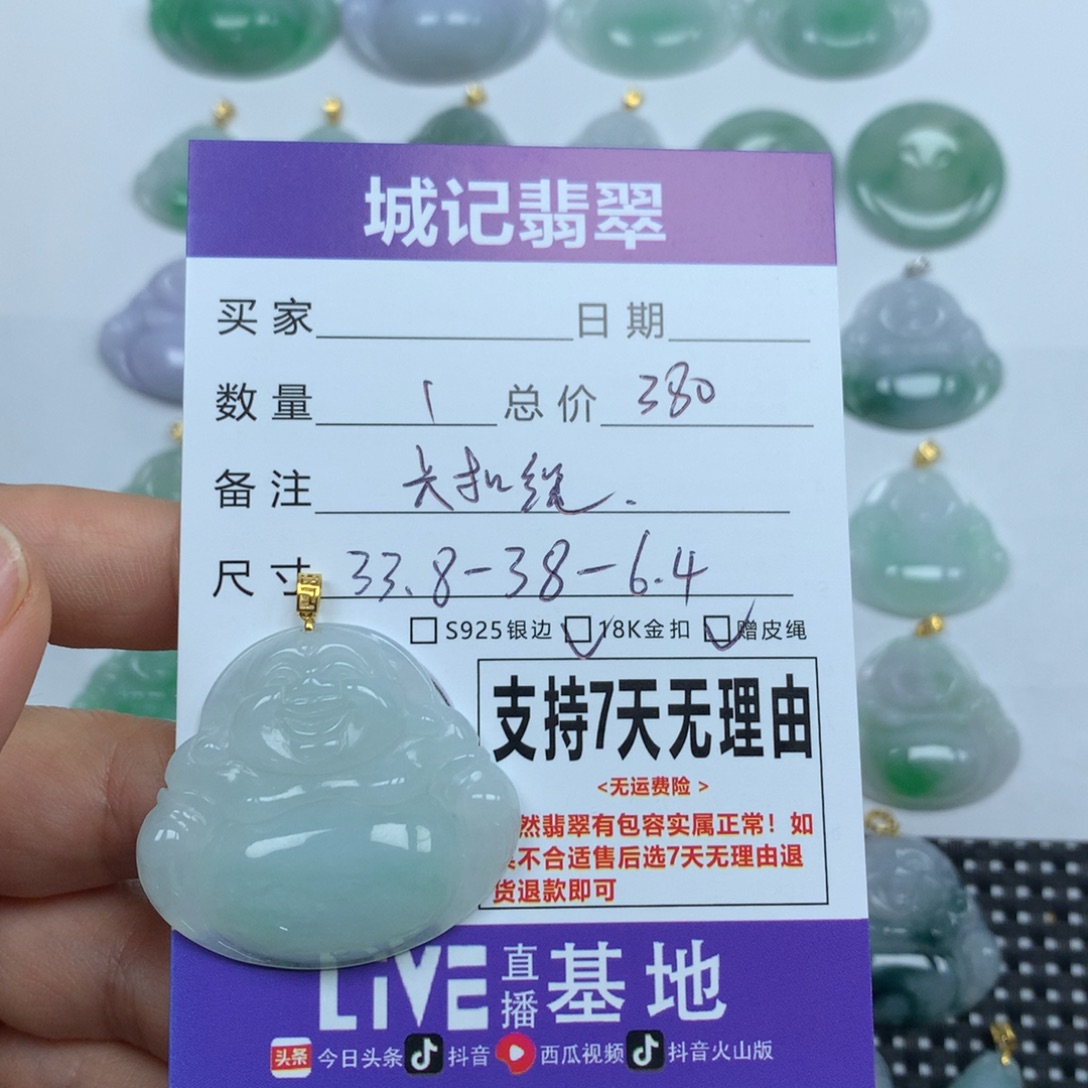 城记翡翠
买家 日期
数量 1 总价 380
备注 大扣绳.
尺寸 33.8-38-6.4
S925银边 18K金扣 赠皮绳
支持7天无理由
<无运费险>
然翡翠有包容实属正常！如
不合适售后选7天无理由退
货退款即可
LiVE 直播 基地
头条 今日头条 抖音 西瓜视频 抖音火山版